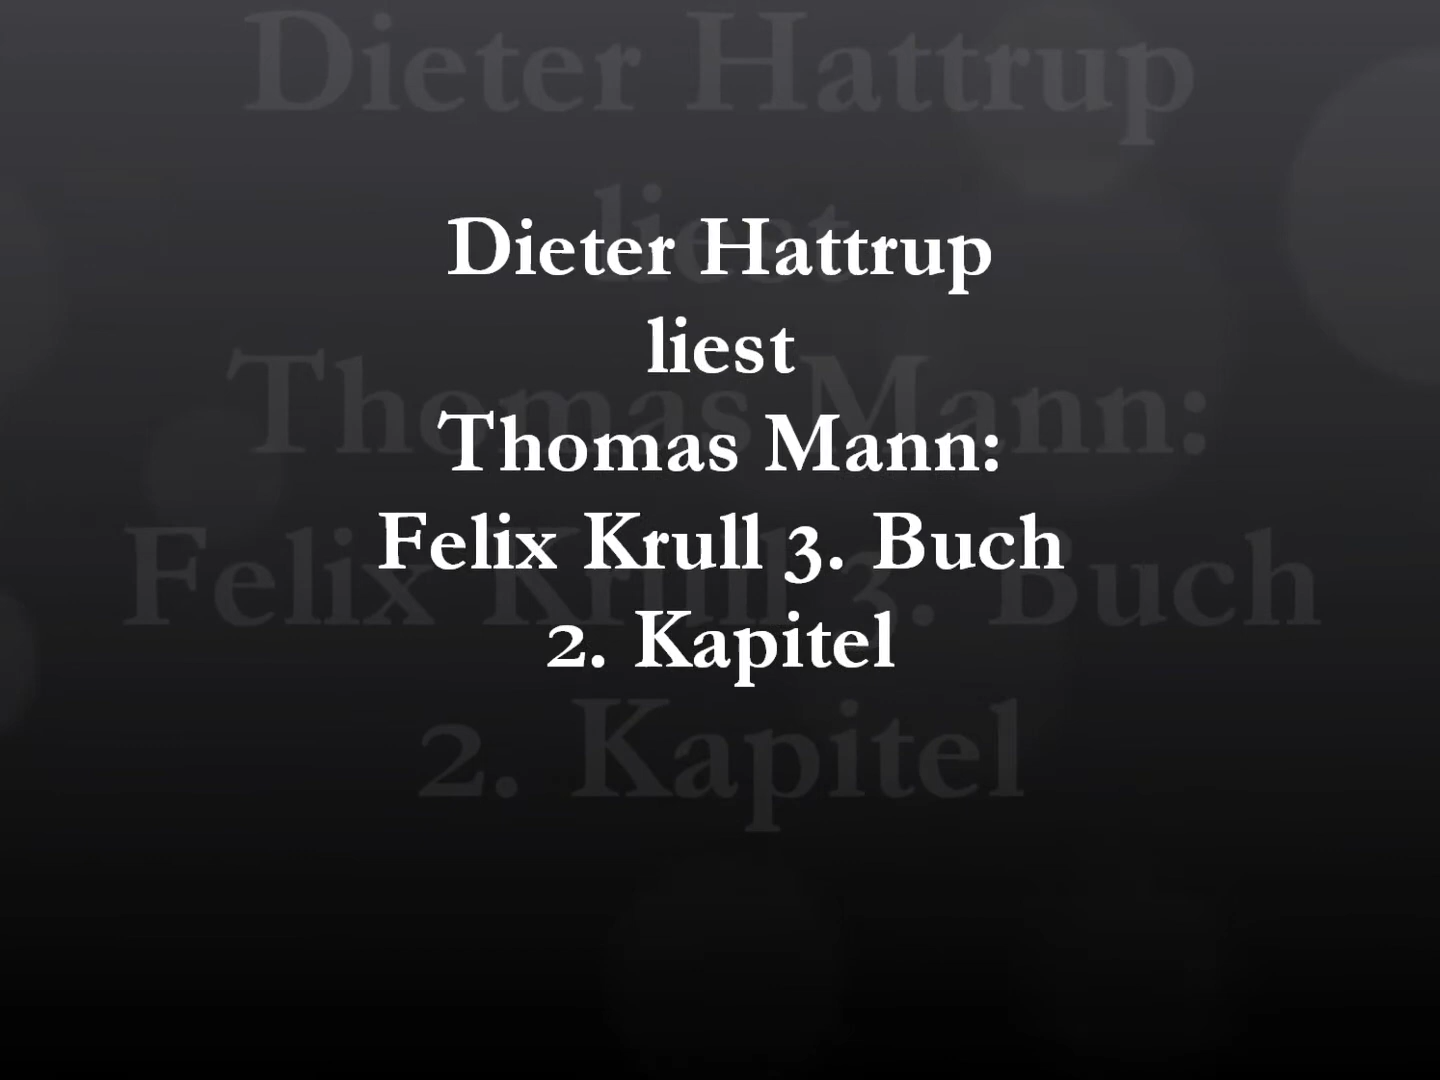 Dieter Hattrup
liest
Thomas Mann:
Felix Krull 3. Buch
2. Kapitel